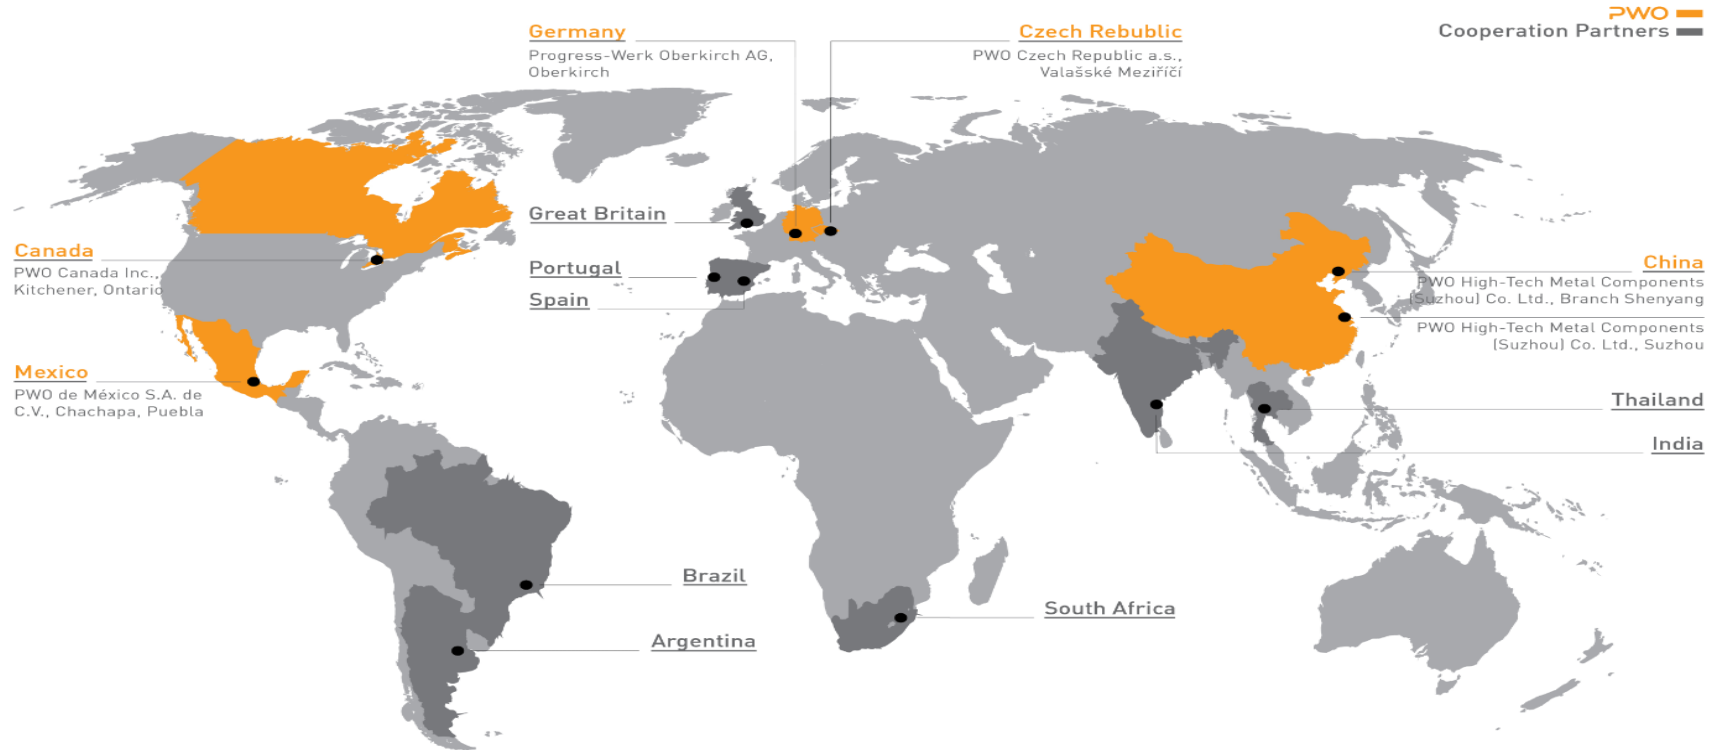 PWO
Cooperation Partners
Germany
Progress-Werk Oberkirch AG,
Oberkirch
Czech Rebublic
PWO Czech Republic a.s.,
Valašské Meziříčí
Great Britain
Portugal
Spain
Canada
PWO Canada Inc.,
Kitchener, Ontario
Mexico
PWO de México S.A. de
C.V., Chachapa, Puebla
China
PWO High-Tech Metal Components
(Suzhou) Co. Ltd., Branch Shenyang
PWO High-Tech Metal Components
(Suzhou) Co. Ltd., Suzhou
Thailand
India
Brazil
South Africa
Argentina